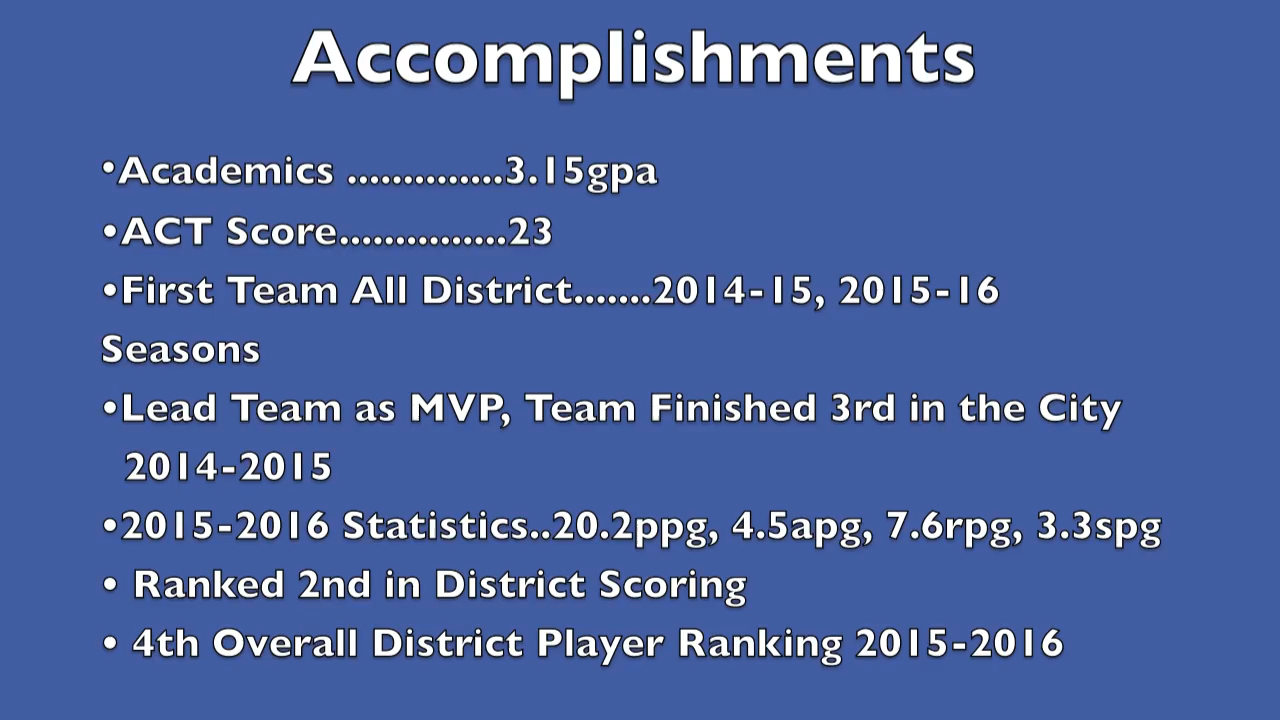 Accomplishments
•Academics ..............3.15gpa
•ACT Score...............23
•First Team All District.......2014-15, 2015-16
Seasons
•Lead Team as MVP, Team Finished 3rd in the City
2014-2015
•2015-2016 Statistics..20.2ppg, 4.5apg, 7.6rpg, 3.3spg
• Ranked 2nd in District Scoring
• 4th Overall District Player Ranking 2015-2016